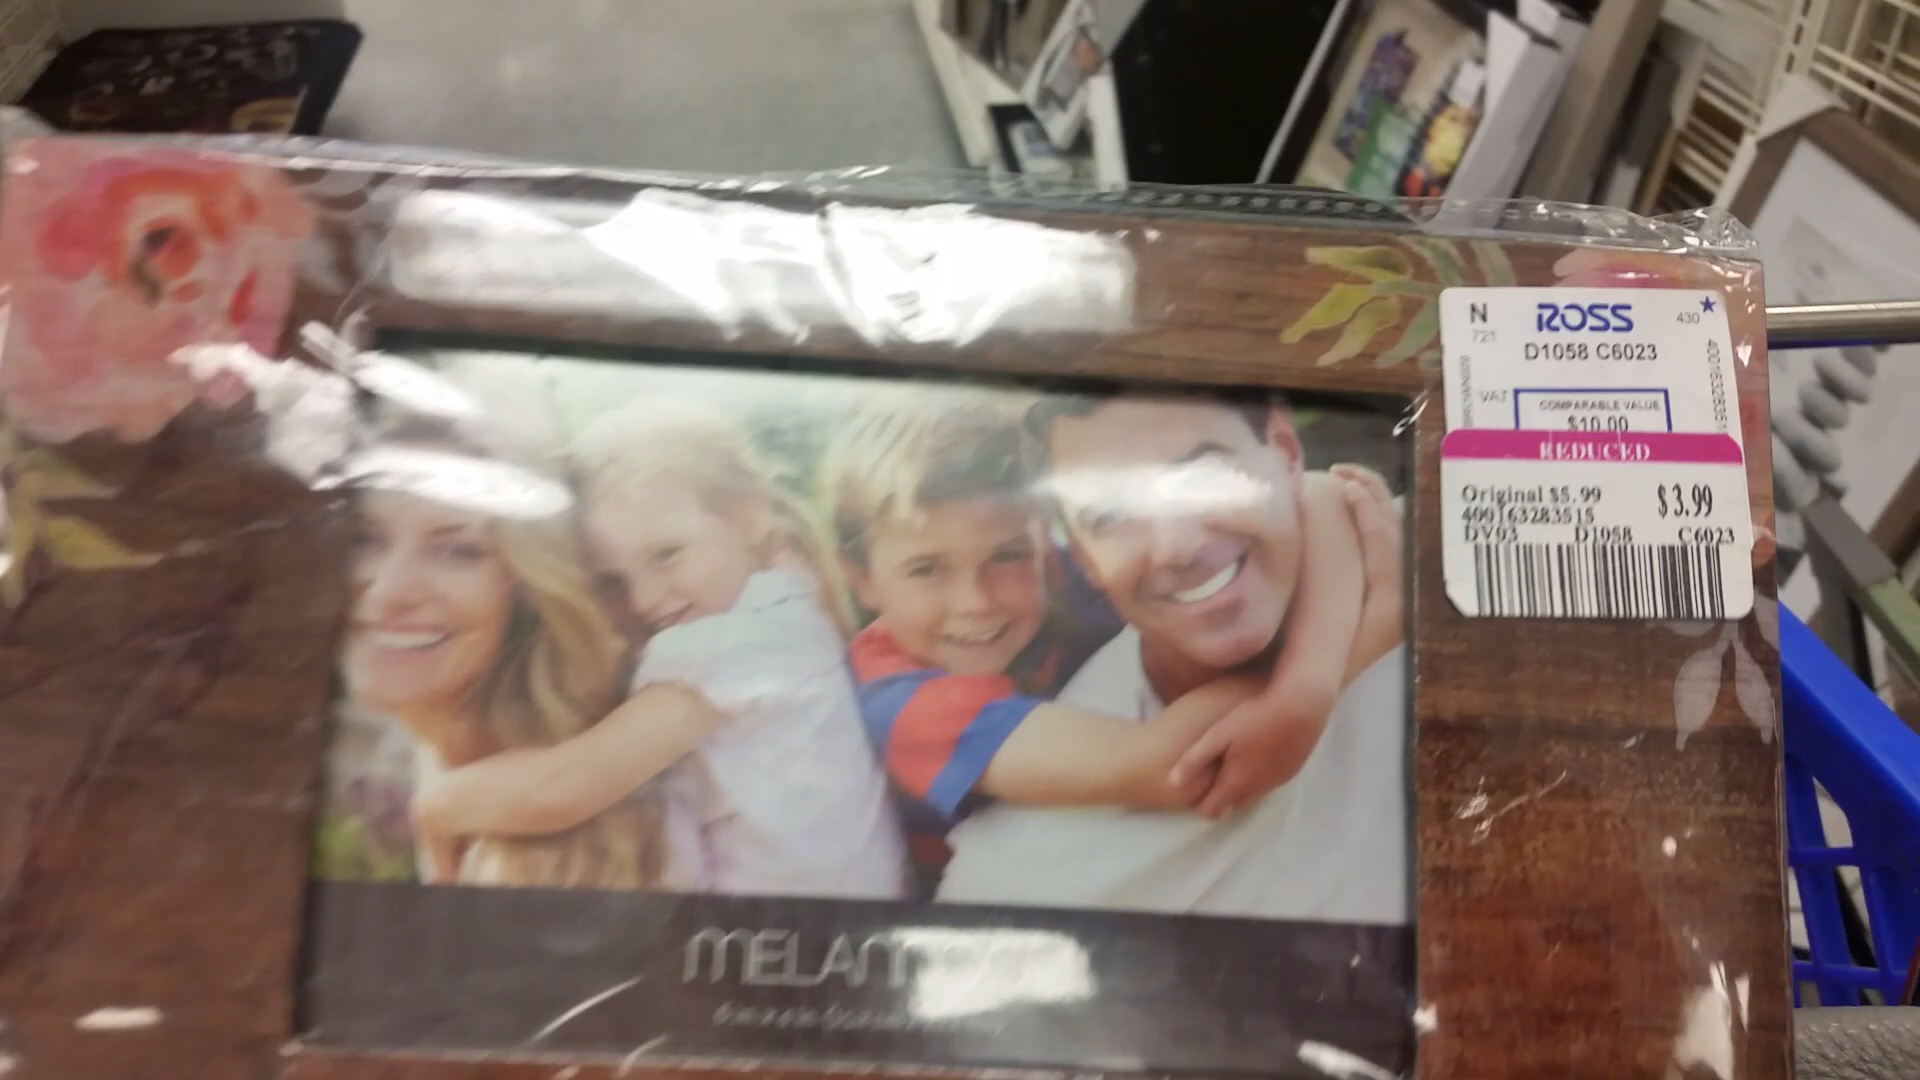 N
ROSS
430
721
D1058 C6023
VAT
COMPARABLE VALUE
$10.00
REDUCED
Original $5.99
$3.99
400163283515
DV03 D1058 C6023